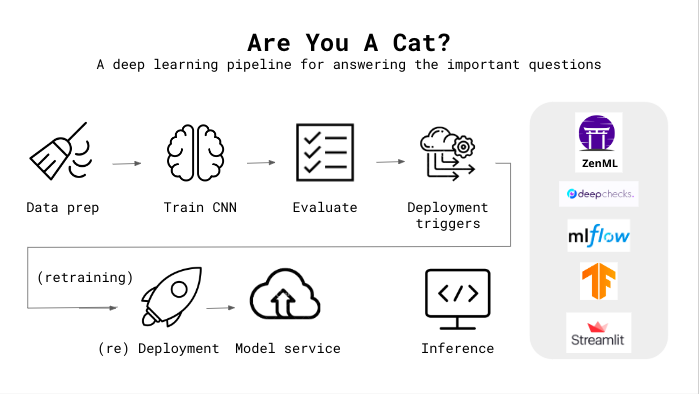 Are You A Cat?
A deep learning pipeline for answering the important questions
Data prep
Train CNN
Evaluate
Deployment
triggers
(retraining)
(re) Deployment
Model service
Inference
ZenML
deepchecks.
mlflow
TF
Streamlit